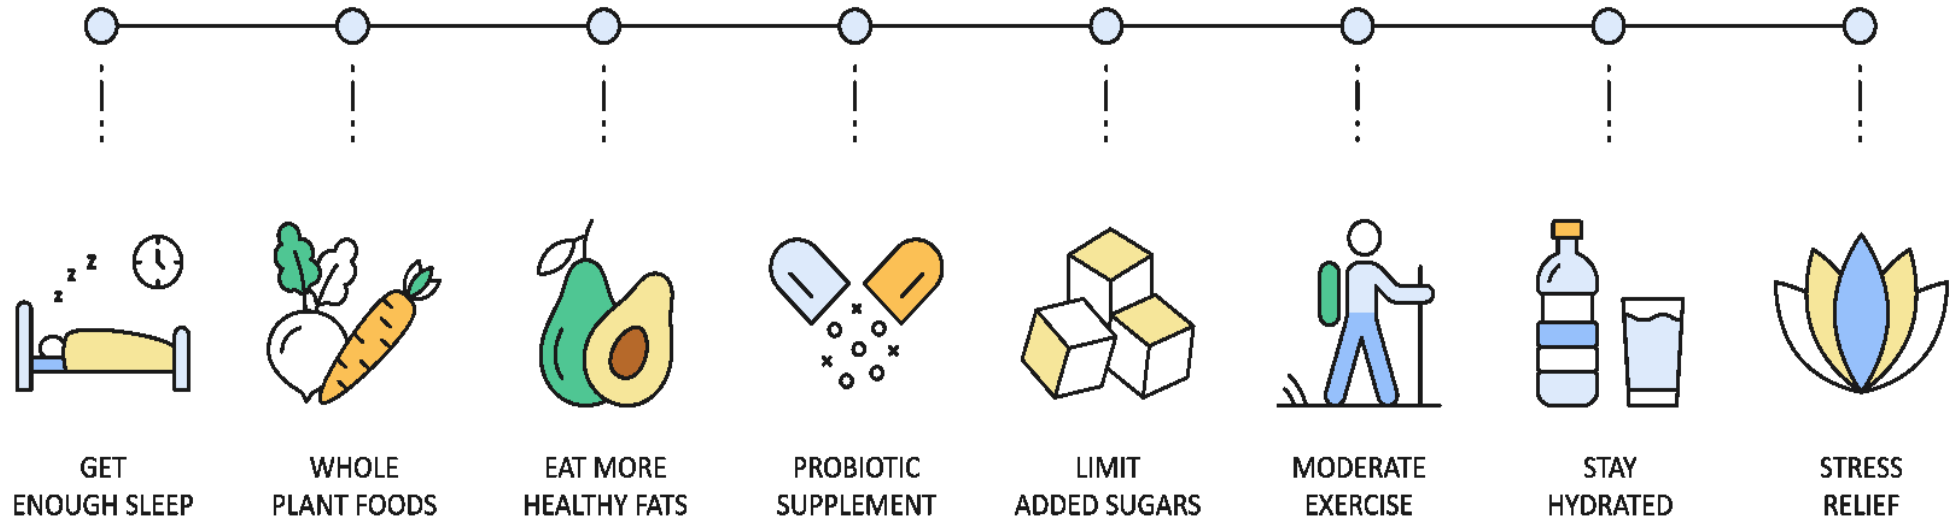 z z z
GET
ENOUGH SLEEP
WHOLE
PLANT FOODS
EAT MORE
HEALTHY FATS
PROBIOTIC
SUPPLEMENT
LIMIT
ADDED SUGARS
MODERATE
EXERCISE
STAY
HYDRATED
STRESS
RELIEF